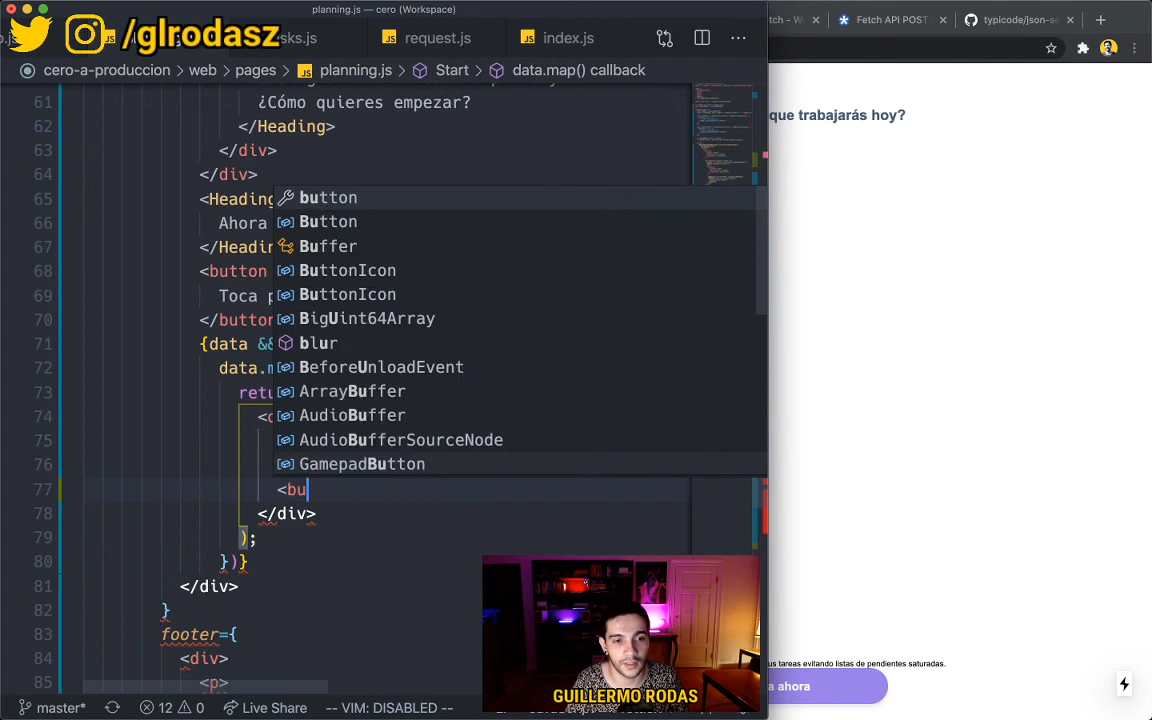 planning.js — cero (Workspace)
/glrodasz
sks.js
request.js
index.js
tch - W
Fetch API POST
typicode/json-se
cero-a-produccion
web
pages
planning.js
Start
data.map() callback
que trabajarás hoy?
61
¿Cómo quieres empezar?
62
</Heading>
63
</div>
64
</div>
65
<Heading
66
Ahora
67
</Headin
68
<button
69
Toca p
70
</button
71
{data &&
72
data.m
73
retu
74
<d
75
76
77
<bu
78
</div>
79
);
80
})}
81
</div>
82
}
83
footer={
84
<div>
85
<p>
button
Button
Buffer
ButtonIcon
ButtonIcon
BigUint64Array
blur
BeforeUnloadEvent
ArrayBuffer
AudioBuffer
AudioBufferSourceNode
GamepadButton
us tareas evitando listas de pendientes saturadas.
a ahora
GUILLERMO RODAS
master*
12
0
Live Share
-- VIM: DISABLED --